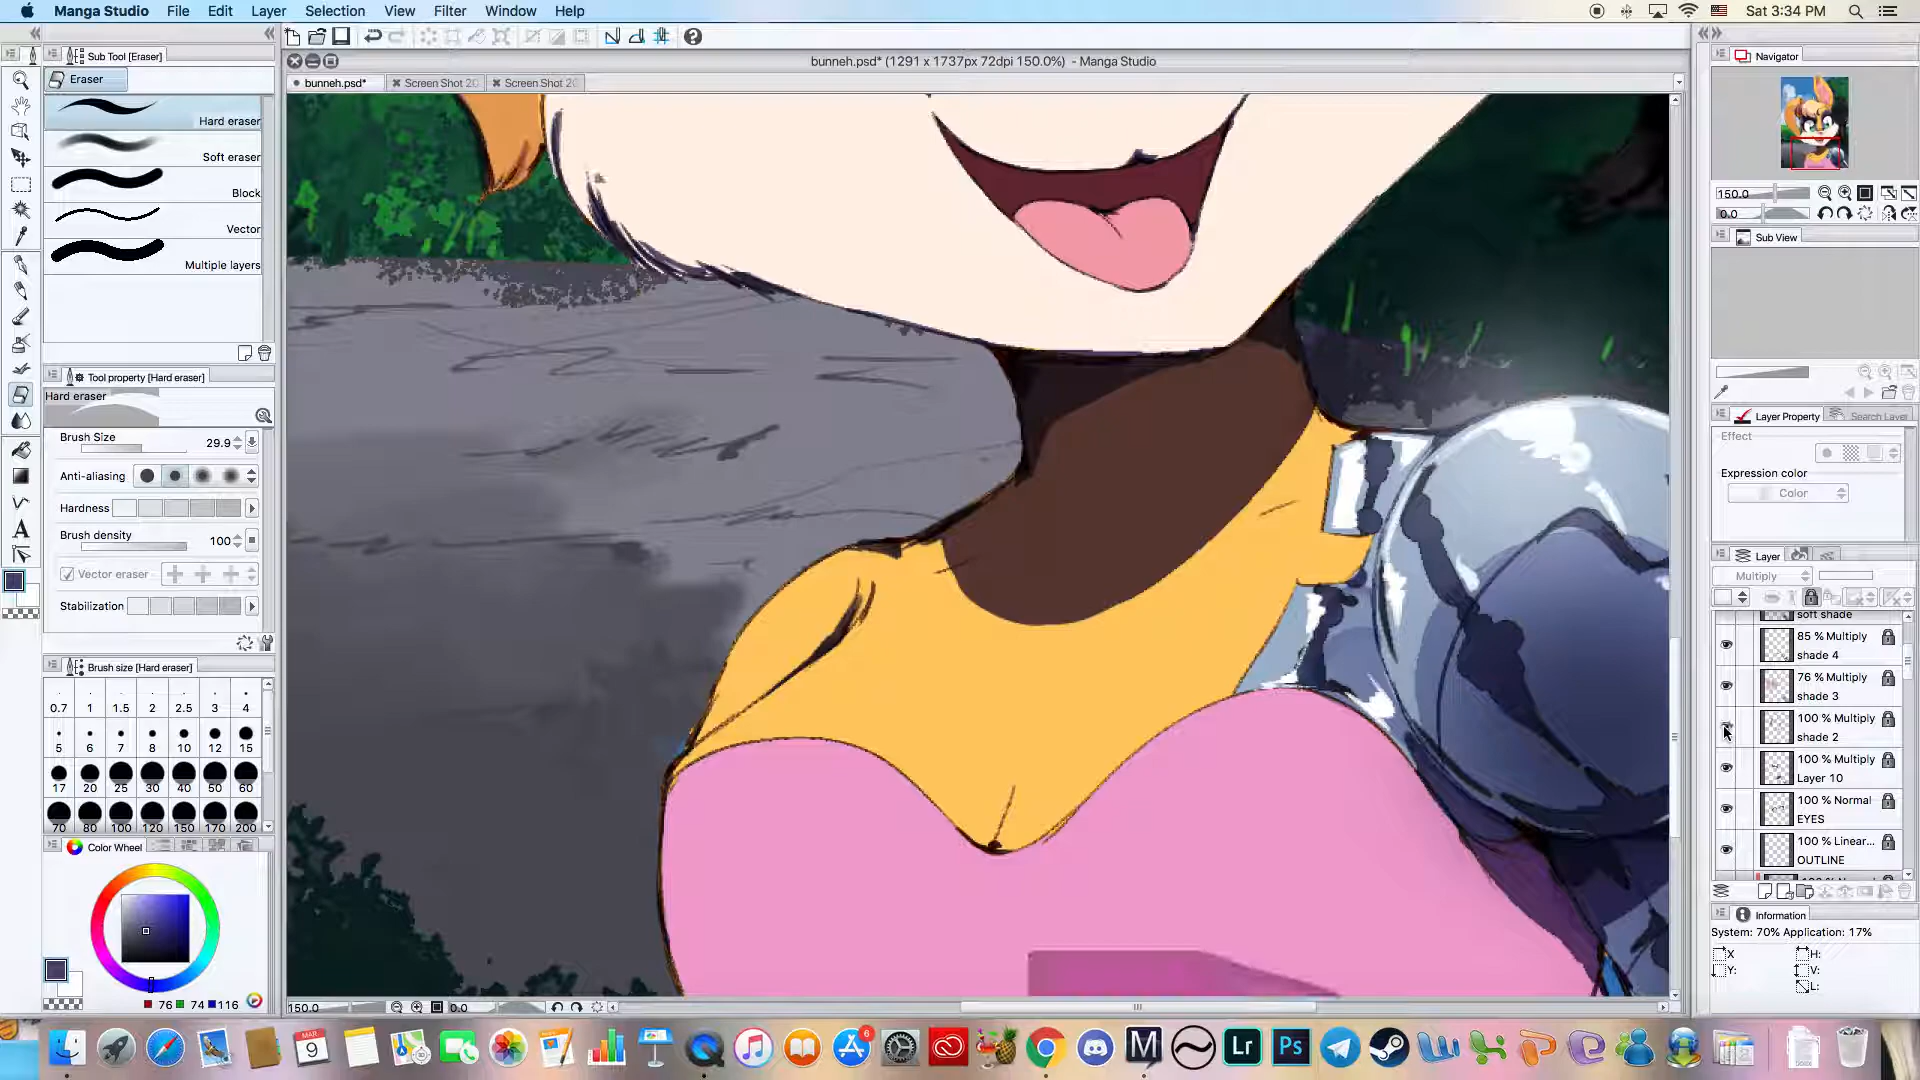 Manga Studio File Edit Layer Selection View Filter Window Help Sat 3:34 PM
Sub Tool [Eraser]
Eraser
Hard eraser
Soft eraser
Block
Vector
Multiple layers
Tool property [Hard eraser]
Hard eraser
Brush Size 29.9
Anti-aliasing
Hardness
Brush density 100
Vector eraser
Stabilization
Brush size [Hard eraser]
0.7 1 1.5 2 2.5 3 4
5 6 7 8 10 12 15
17 20 25 30 40 50 60
70 80 100 120 150 170 200
Color Wheel
76 74 116
bunneh.psd* (1291 x 1737px 72dpi 150.0%) - Manga Studio
bunneh.psd* Screen Shot 20 Screen Shot 20
150.0 0.0
Navigator
150.0
0.0
Sub View
Layer Property Search Layer
Effect
Expression color
Color
Layer
Multiply
soft shade
85 % Multiply
shade 4
76 % Multiply
shade 3
100 % Multiply
shade 2
100 % Multiply
Layer 10
100 % Normal
EYES
100 % Linear...
OUTLINE
Information
System: 70% Application: 17%
X H:
Y: V:
L:
MAR
9
6
Lr
Ps